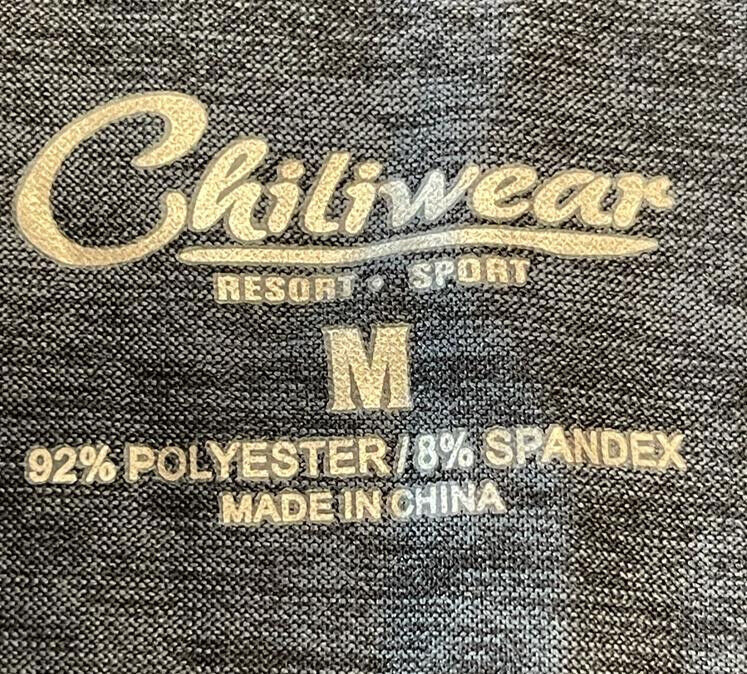 Chiliwear
RESORT • SPORT
M
92% POLYESTER/8% SPANDEX
MADE IN CHINA